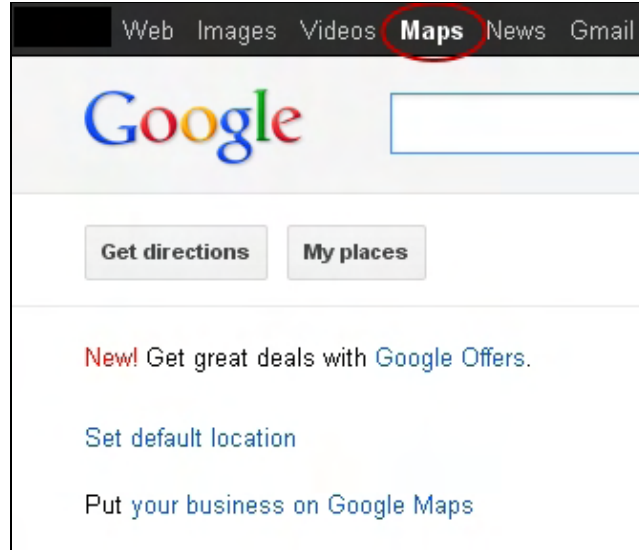 Web Images Videos Maps News Gmail
Google
Get directions My places
New! Get great deals with Google Offers.
Set default location
Put your business on Google Maps